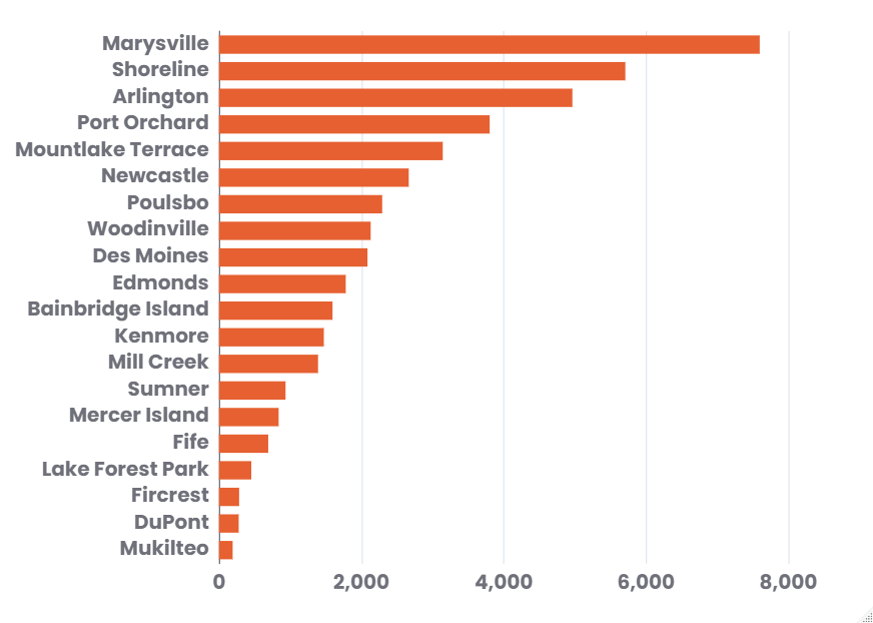 Marysville
Shoreline
Arlington
Port Orchard
Mountlake Terrace
Newcastle
Poulsbo
Woodinville
Des Moines
Edmonds
Bainbridge Island
Kenmore
Mill Creek
Sumner
Mercer Island
Fife
Lake Forest Park
Fircrest
DuPont
Mukilteo
0 2,000 4,000 6,000 8,000